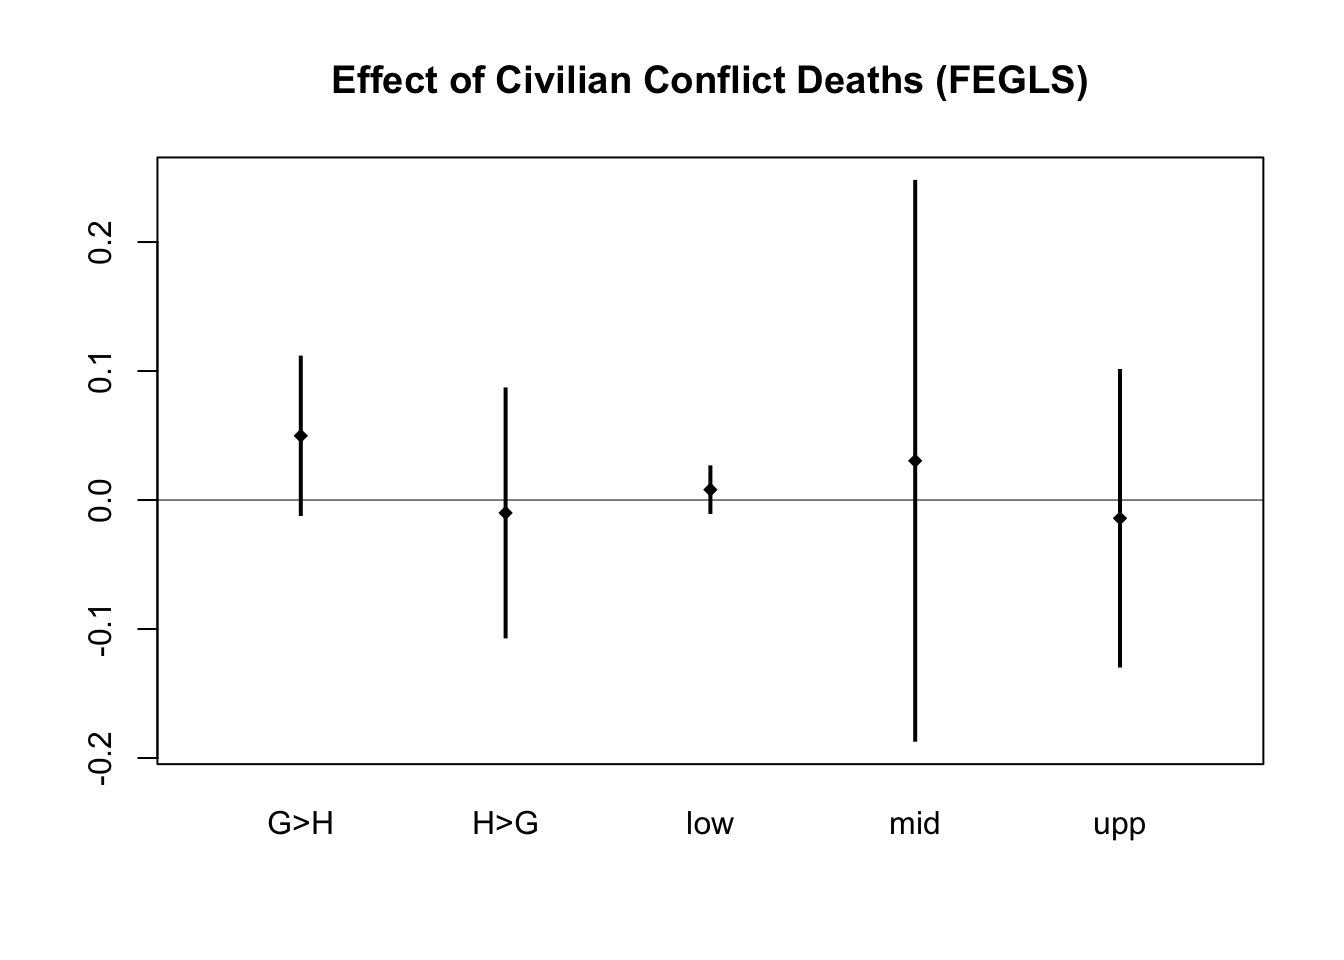 Effect of Civilian Conflict Deaths (FEGLS)
0.2
0.1
0.0
-0.1
-0.2
G>H H>G low mid upp